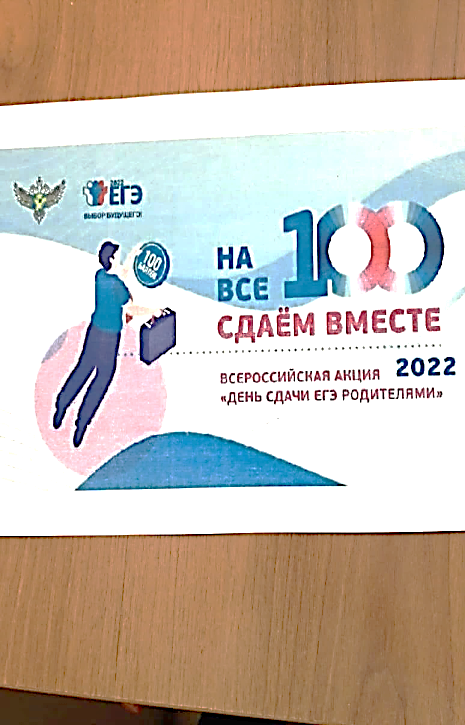 2022
ЕГЭ
ВЫБОР БУДУЩЕГО!
100
БАЛЛОВ
НА
ВСЕ 100
СДАЁМ ВМЕСТЕ
2022
ВСЕРОССИЙСКАЯ АКЦИЯ
«ДЕНЬ СДАЧИ ЕГЭ РОДИТЕЛЯМИ»